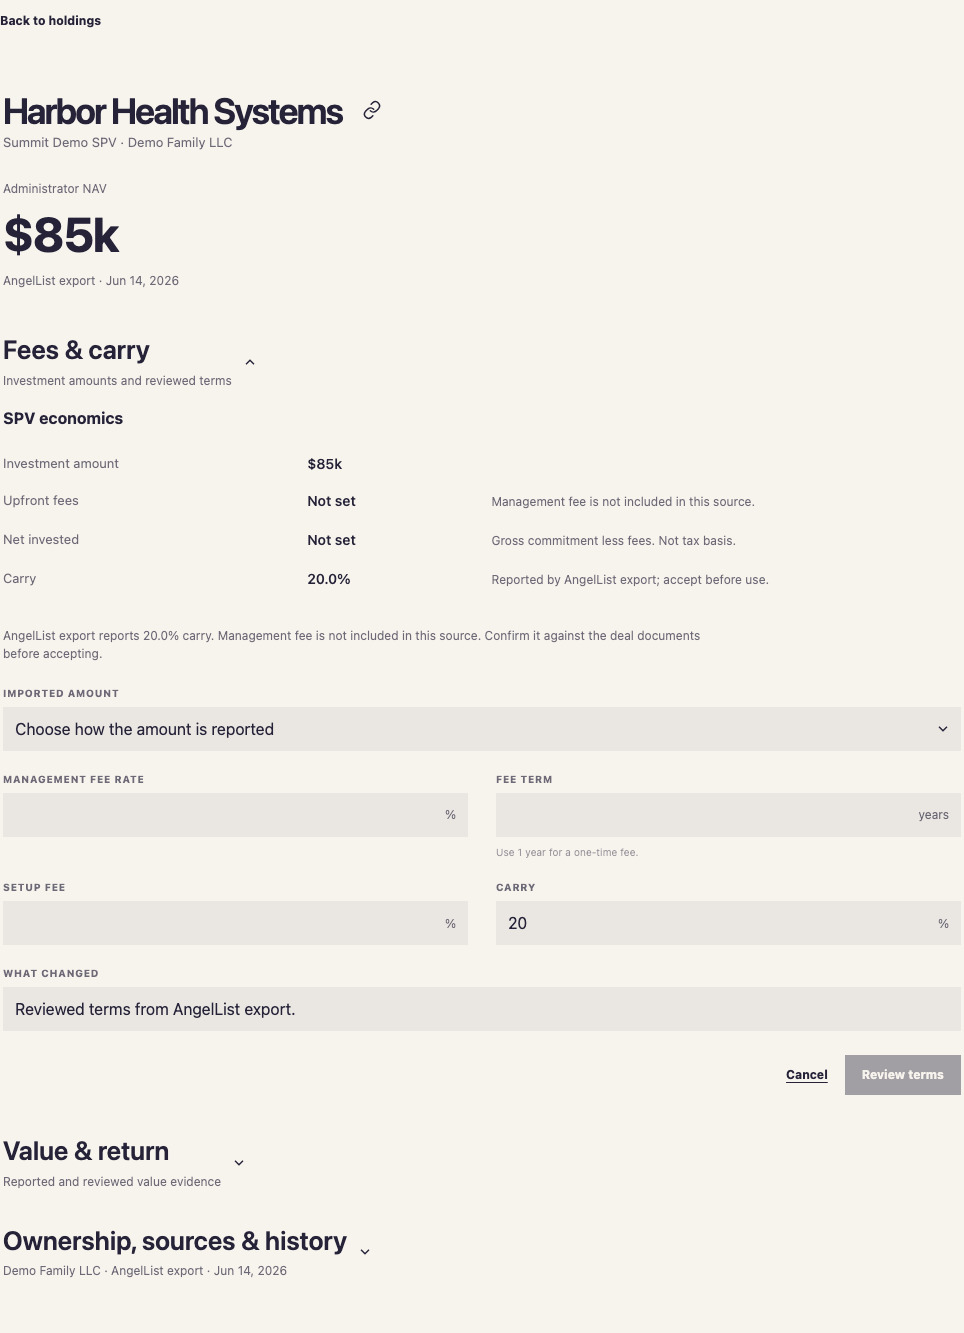 Back to holdings
Harbor Health Systems
Summit Demo SPV · Demo Family LLC
Administrator NAV
$85k
AngelList export · Jun 14, 2026
Fees & carry
Investment amounts and reviewed terms
SPV economics
Investment amount $85k
Upfront fees Not set Management fee is not included in this source.
Net invested Not set Gross commitment less fees. Not tax basis.
Carry 20.0% Reported by AngelList export; accept before use.
AngelList export reports 20.0% carry. Management fee is not included in this source. Confirm it against the deal documents
before accepting.
IMPORTED AMOUNT
Choose how the amount is reported
MANAGEMENT FEE RATE FEE TERM
% years
Use 1 year for a one-time fee.
SETUP FEE CARRY
% 20 %
WHAT CHANGED
Reviewed terms from AngelList export.
Cancel Review terms
Value & return
Reported and reviewed value evidence
Ownership, sources & history
Demo Family LLC · AngelList export · Jun 14, 2026